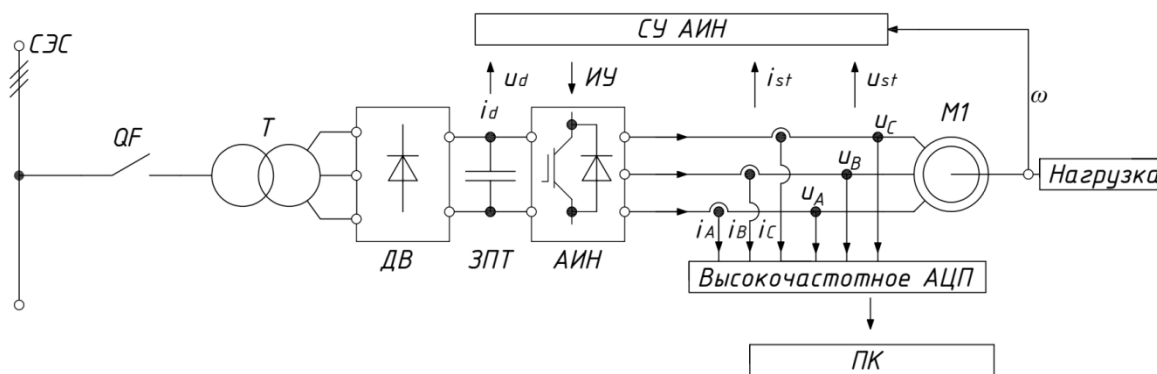 СЭС
СУ АИН
QF
T
u_d
i_d
ИУ
i_st
u_st
ω
M1
u_C
u_B
u_A
Нагрузка
i_A i_B i_C
ДВ
ЗПТ
АИН
Высокочастотное АЦП
ПК